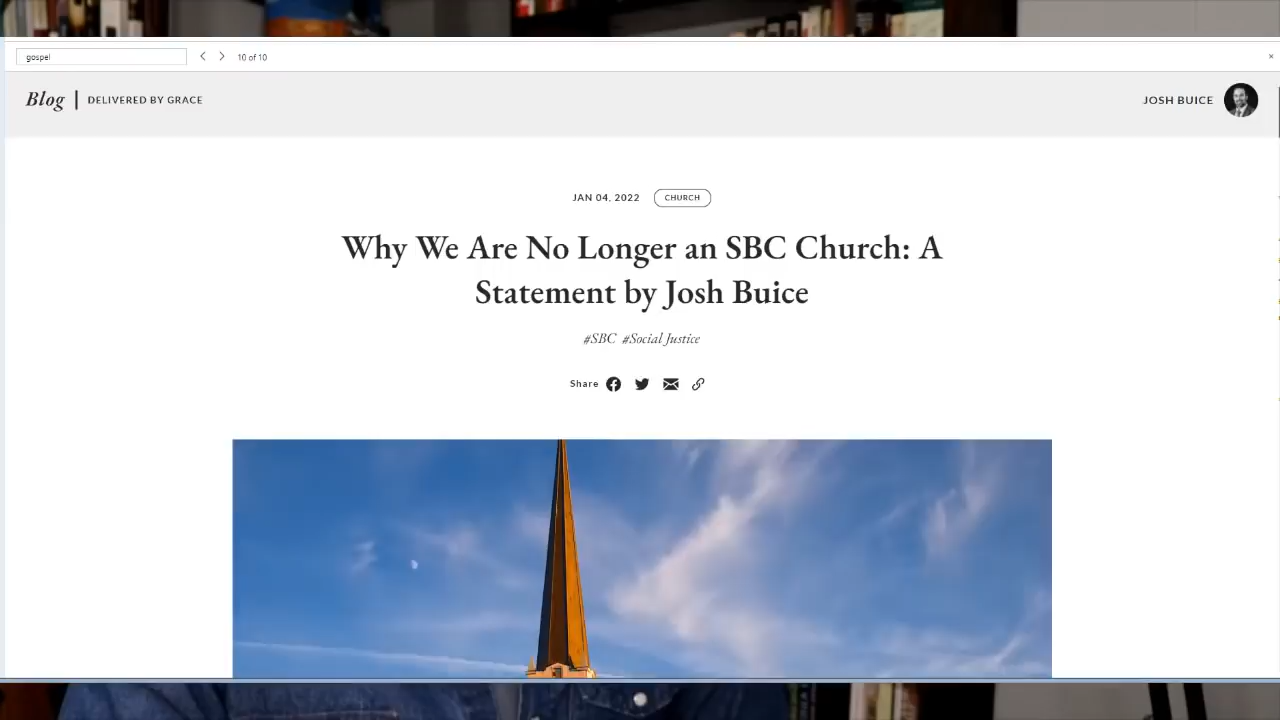 gospel
10 of 10
Blog | DELIVERED BY GRACE
JOSH BUICE
JAN 04, 2022 CHURCH
Why We Are No Longer an SBC Church: A
Statement by Josh Buice
#SBC #Social Justice
Share